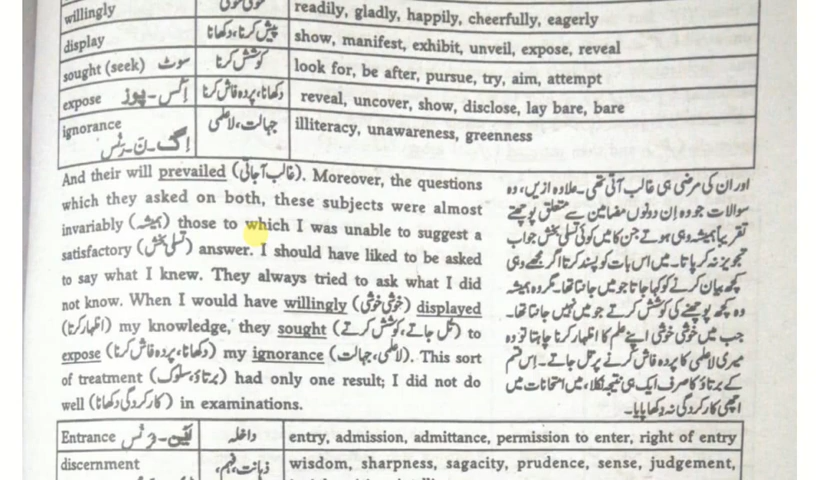 willingly خوشی خوشی readily, gladly, happily, cheerfully, eagerly
display پیش کرنا، دکھانا show, manifest, exhibit, unveil, expose, reveal
sought (seek) سوٹ کوشش کرنا look for, be after, pursue, try, aim, attempt
expose اِکس-پوز دکھانا، پردہ فاش کرنا reveal, uncover, show, disclose, lay bare, bare
ignorance جہالت، لاعلمی illiteracy, unawareness, greenness
And their will prevailed (غالب آ جاتی). Moreover, the questions
which they asked on both, these subjects were almost
invariably (ہمیشہ) those to which I was unable to suggest a
satisfactory (تسلی بخش) answer. I should have liked to be asked
to say what I knew. They always tried to ask what I did
not know. When I would have willingly (خوشی خوشی) displayed
(اظہار کرنا) my knowledge, they sought (تل جاتے، کوشش کرتے) to
expose (دکھانا، پردہ فاش کرنا) my ignorance (لاعلمی، جہالت). This sort
of treatment (برتاؤ، سلوک) had only one result; I did not do
well (کارکردگی دکھانا) in examinations.
اور ان کی مرضی ہی غالب آتی تھی۔ علاوہ ازیں، وہ
سوالات جو وہ اِن دونوں مضامین سے متعلق پوچھتے
تقریباً ہمیشہ وہی ہوتے جن کا میں کوئی تسلی بخش جواب
تجویز نہ کر پاتا۔ میں اس بات کو پسند کرتا اگر مجھے وہی
کچھ بیان کرنے کو کہا جاتا جو میں جانتا تھا۔ مگر وہ ہمیشہ
وہ کچھ پوچھنے کی کوشش کرتے جو میں نہیں جانتا تھا۔
جب میں خوشی خوشی اپنے علم کا اظہار کرنا چاہتا تو وہ
میری لاعلمی کا پردہ فاش کرنے پر تل جاتے۔ اِس قسم
کے برتاؤ کا صرف ایک ہی نتیجہ نکلا، میں امتحانات میں
اچھی کارکردگی نہ دکھا پایا۔
Entrance داخلہ entry, admission, admittance, permission to enter, right of entry
discernment ذہانت، فہم، wisdom, sharpness, sagacity, prudence, sense, judgement,